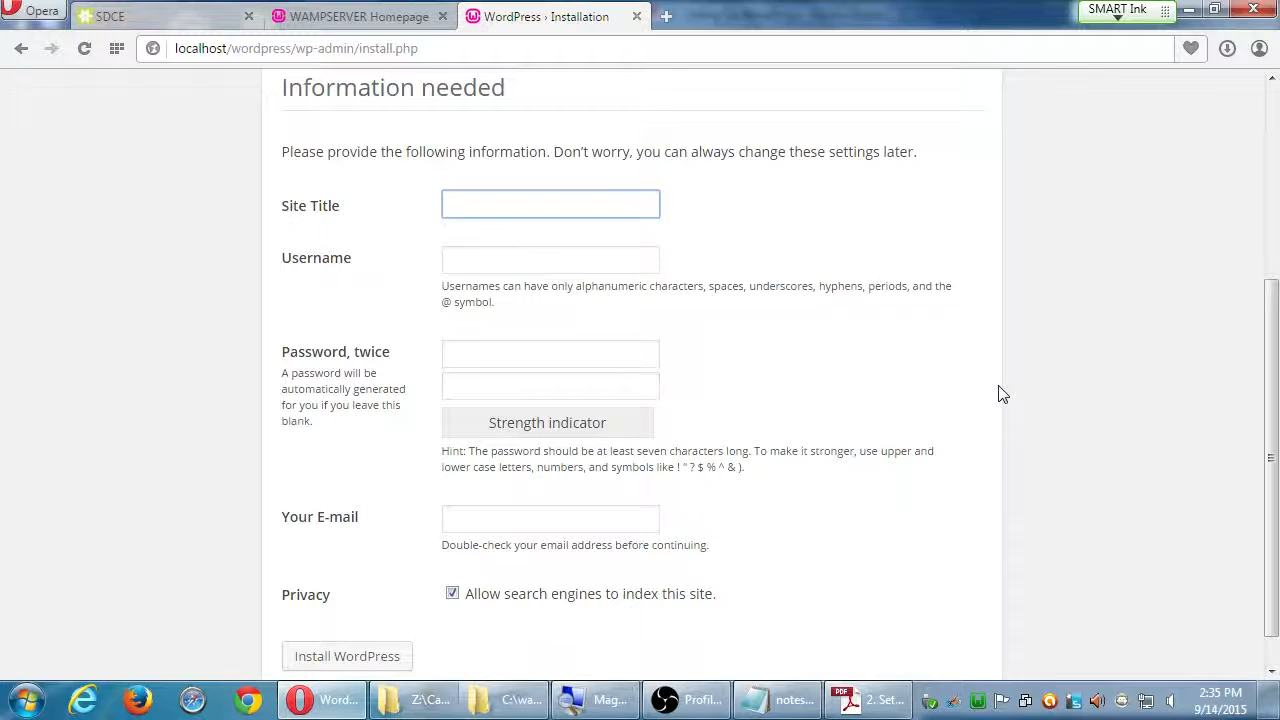 Opera
SDCE
WAMPSERVER Homepage
WordPress › Installation
SMART Ink
localhost/wordpress/wp-admin/install.php
Information needed
Please provide the following information. Don’t worry, you can always change these settings later.
Site Title
Username
Usernames can have only alphanumeric characters, spaces, underscores, hyphens, periods, and the
@ symbol.
Password, twice
A password will be
automatically generated
for you if you leave this
blank.
Strength indicator
Hint: The password should be at least seven characters long. To make it stronger, use upper and
lower case letters, numbers, and symbols like ! " ? $ % ^ & ).
Your E-mail
Double-check your email address before continuing.
Privacy
Allow search engines to index this site.
Install WordPress
Word...
Z:\Ca...
C:\wa...
Mag...
Profil...
notes...
PDF
2. Set...
2:35 PM
9/14/2015